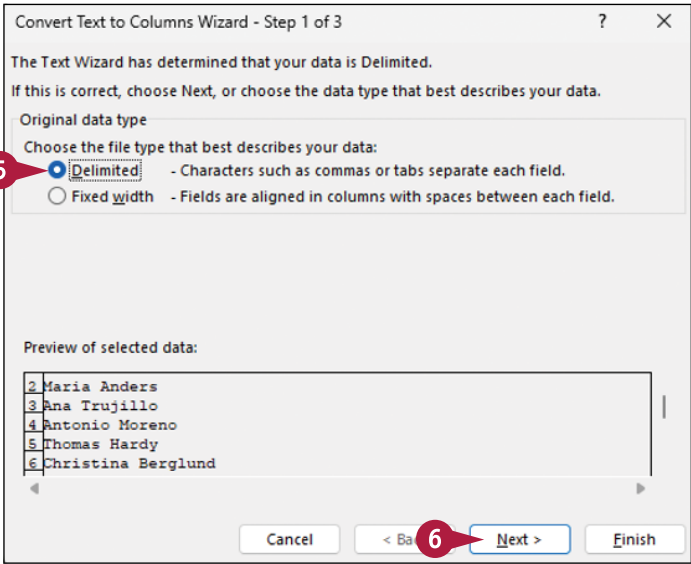 Convert Text to Columns Wizard - Step 1 of 3 ? ×
The Text Wizard has determined that your data is Delimited.
If this is correct, choose Next, or choose the data type that best describes your data.
Original data type
Choose the file type that best describes your data:
5 Delimited - Characters such as commas or tabs separate each field.
Fixed width - Fields are aligned in columns with spaces between each field.
Preview of selected data:
2 Maria Anders
3 Ana Trujillo
4 Antonio Moreno
5 Thomas Hardy
6 Christina Berglund
Cancel < Ba 6 Next > Finish